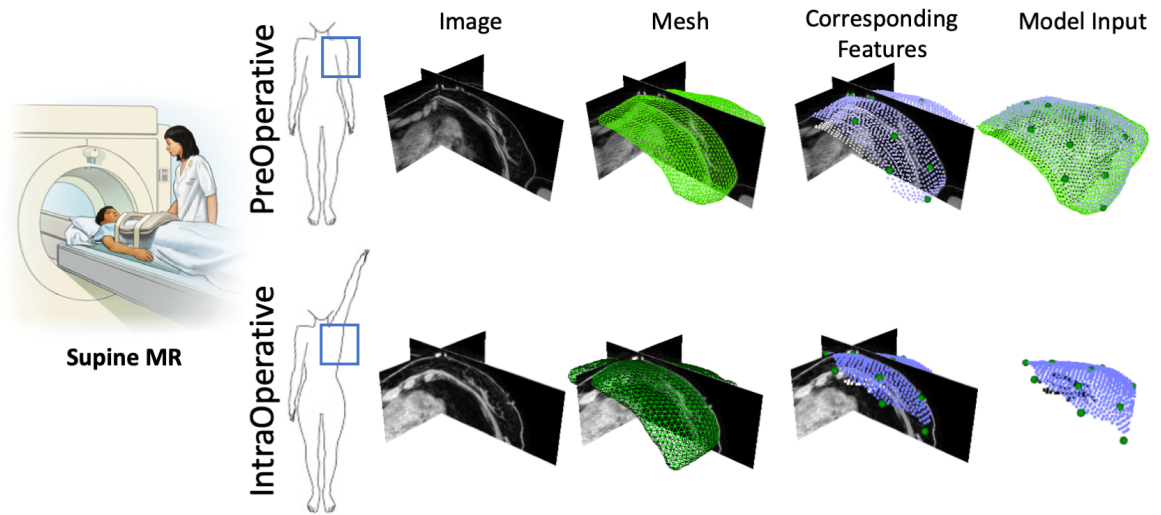 Image
Mesh
Corresponding
Features
Model Input
PreOperative
IntraOperative
Supine MR